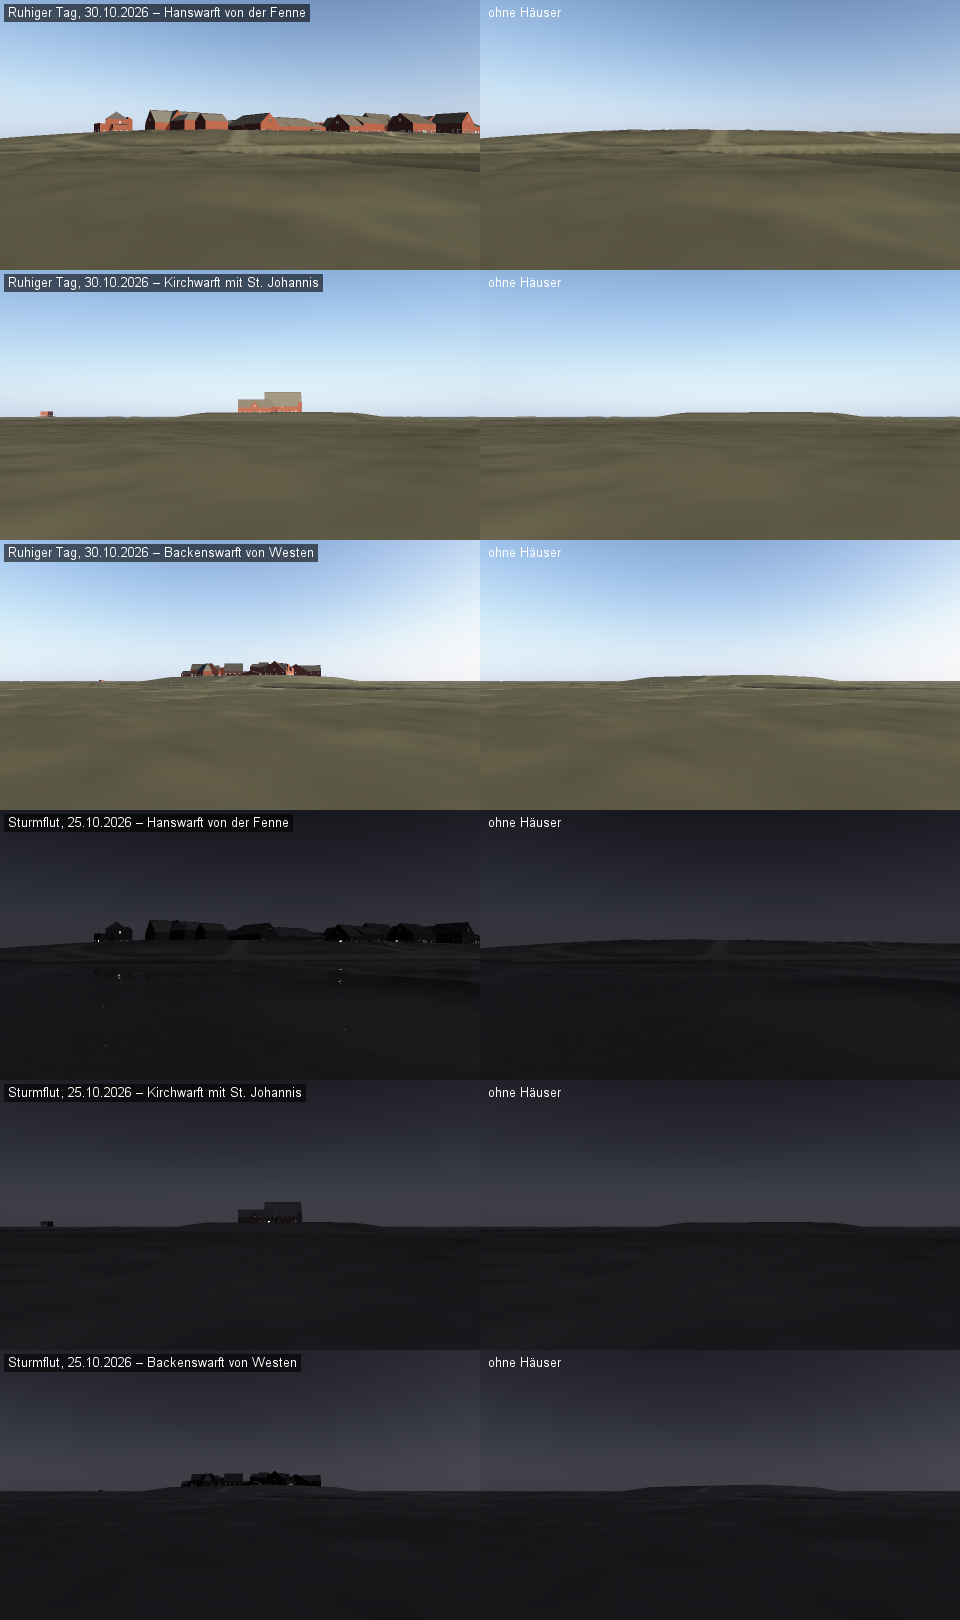 Ruhiger Tag, 30.10.2026 – Hanswarft von der Fenne
ohne Häuser
Ruhiger Tag, 30.10.2026 – Kirchwarft mit St. Johannis
ohne Häuser
Ruhiger Tag, 30.10.2026 – Backenswarft von Westen
ohne Häuser
Sturmflut, 25.10.2026 – Hanswarft von der Fenne
ohne Häuser
Sturmflut, 25.10.2026 – Kirchwarft mit St. Johannis
ohne Häuser
Sturmflut, 25.10.2026 – Backenswarft von Westen
ohne Häuser